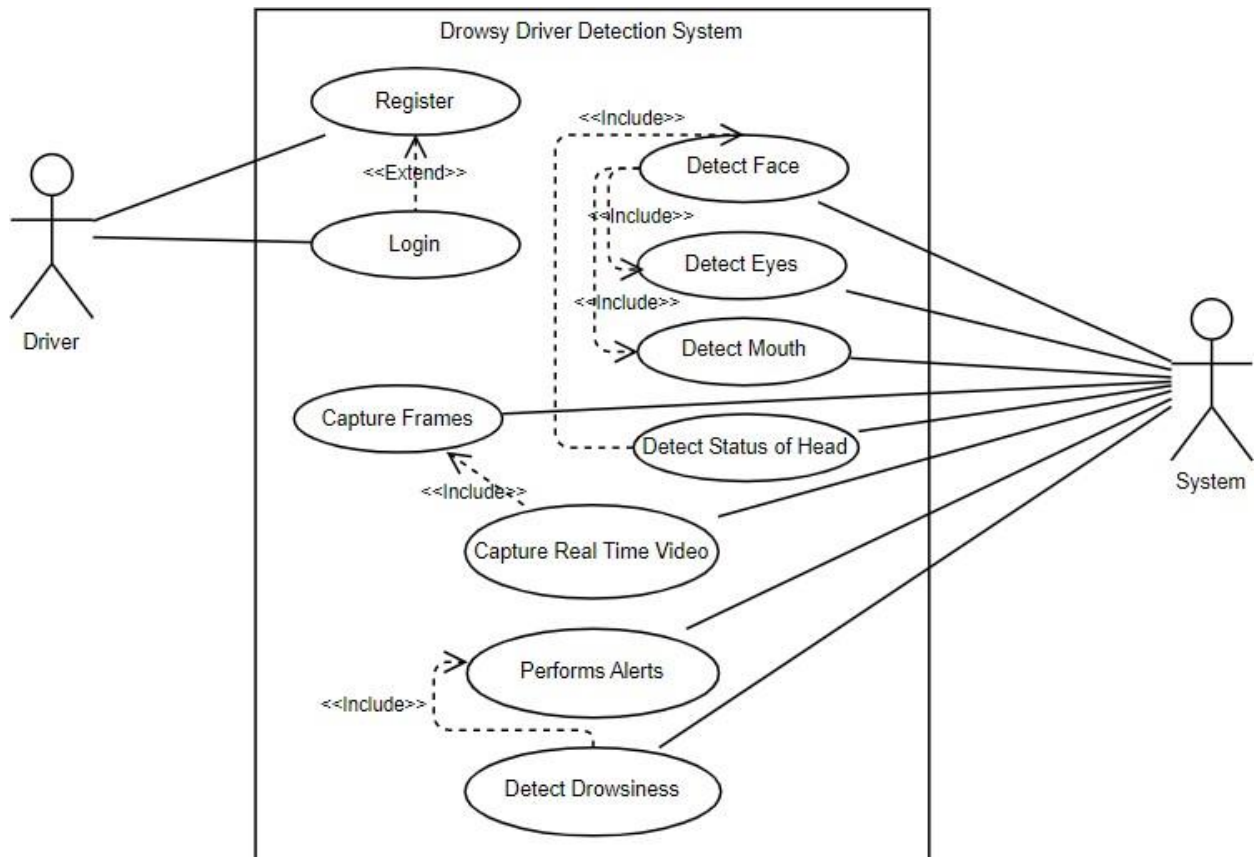 Drowsy Driver Detection System
Register
<<Include>>
Detect Face
<<Extend>>
<<Include>>
Login
Detect Eyes
<<Include>>
Driver
Detect Mouth
Capture Frames
Detect Status of Head
System
<<Include>>
Capture Real Time Video
Performs Alerts
<<Include>>
Detect Drowsiness